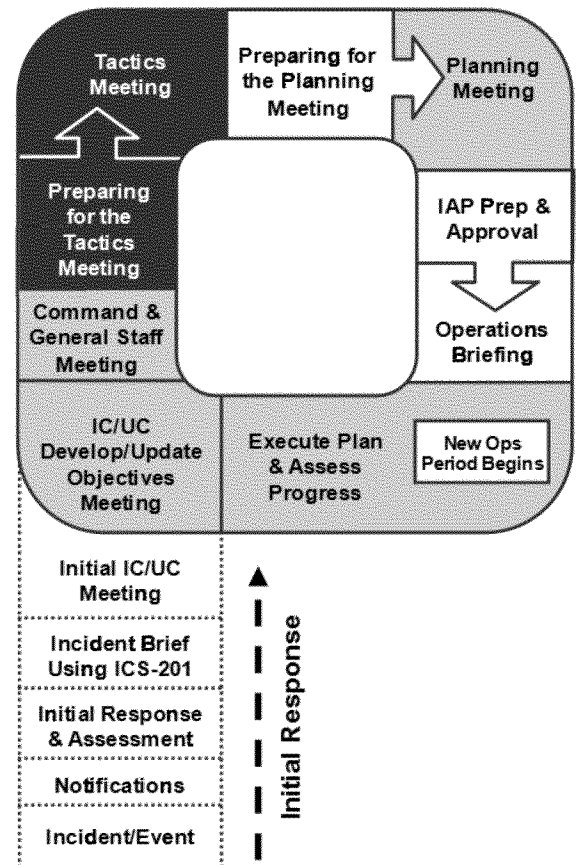 Tactics
Meeting
Preparing for
the Planning
Meeting
Planning
Meeting
Preparing
for the
Tactics
Meeting
IAP Prep &
Approval
Command &
General Staff
Meeting
Operations
Briefing
IC/UC
Develop/Update
Objectives
Meeting
Execute Plan
& Assess
Progress
New Ops
Period Begins
Initial IC/UC
Meeting
Incident Brief
Using ICS-201
Initial Response
& Assessment
Notifications
Incident/Event
Initial Response